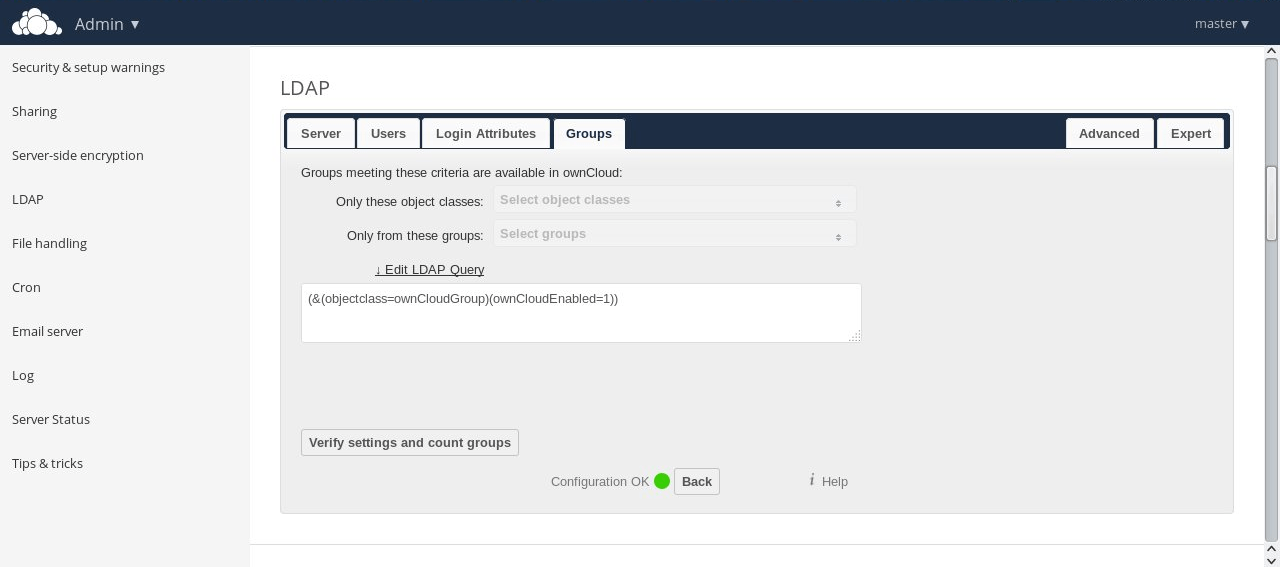 Admin ▼
master ▼
Security & setup warnings
Sharing
Server-side encryption
LDAP
File handling
Cron
Email server
Log
Server Status
Tips & tricks
LDAP
Server Users Login Attributes Groups Advanced Expert
Groups meeting these criteria are available in ownCloud:
Only these object classes: Select object classes
Only from these groups: Select groups
↓ Edit LDAP Query
(&(objectclass=ownCloudGroup)(ownCloudEnabled=1))
Verify settings and count groups
Configuration OK Back i Help